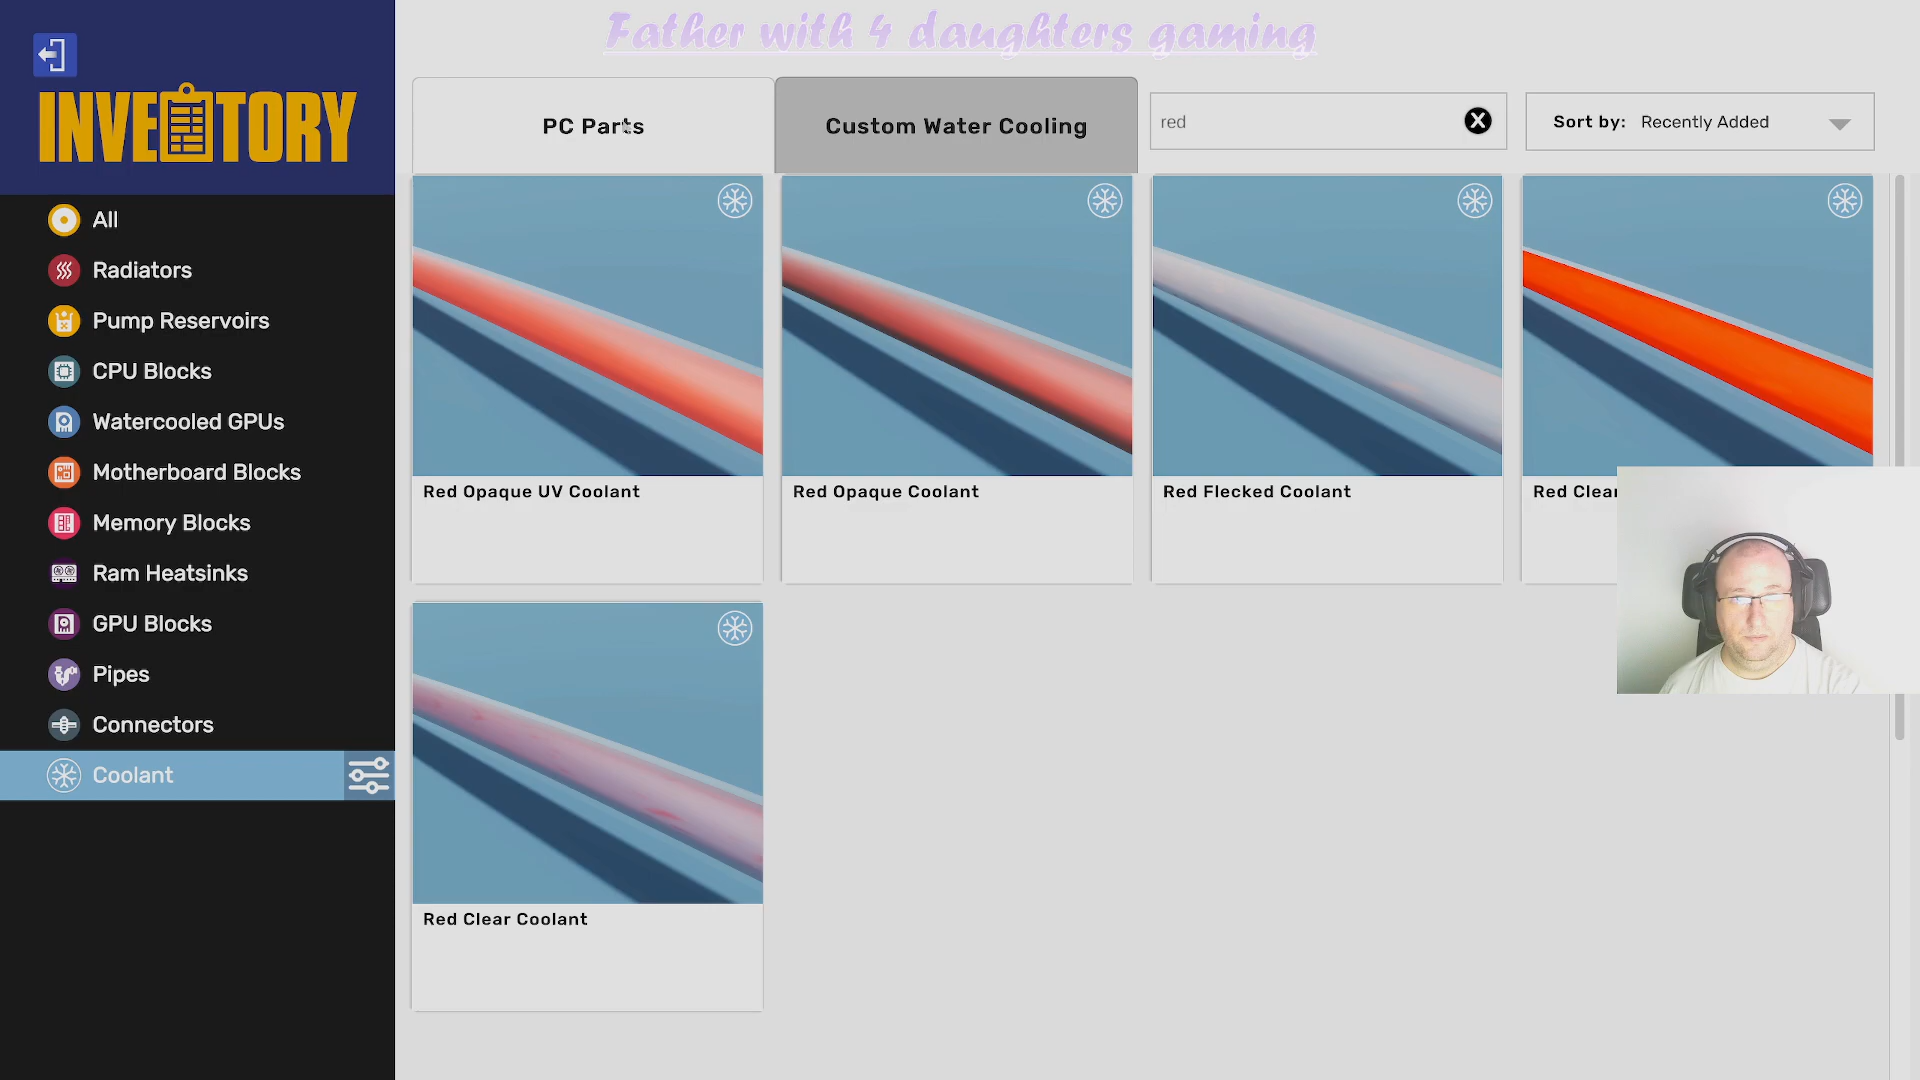 Father with 4 daughters gaming
INVENTORY
PC Parts
Custom Water Cooling
red
Sort by: Recently Added
All
Radiators
Pump Reservoirs
CPU Blocks
Watercooled GPUs
Motherboard Blocks
Memory Blocks
Ram Heatsinks
GPU Blocks
Pipes
Connectors
Coolant
Red Opaque UV Coolant
Red Opaque Coolant
Red Flecked Coolant
Red Clear
Red Clear Coolant